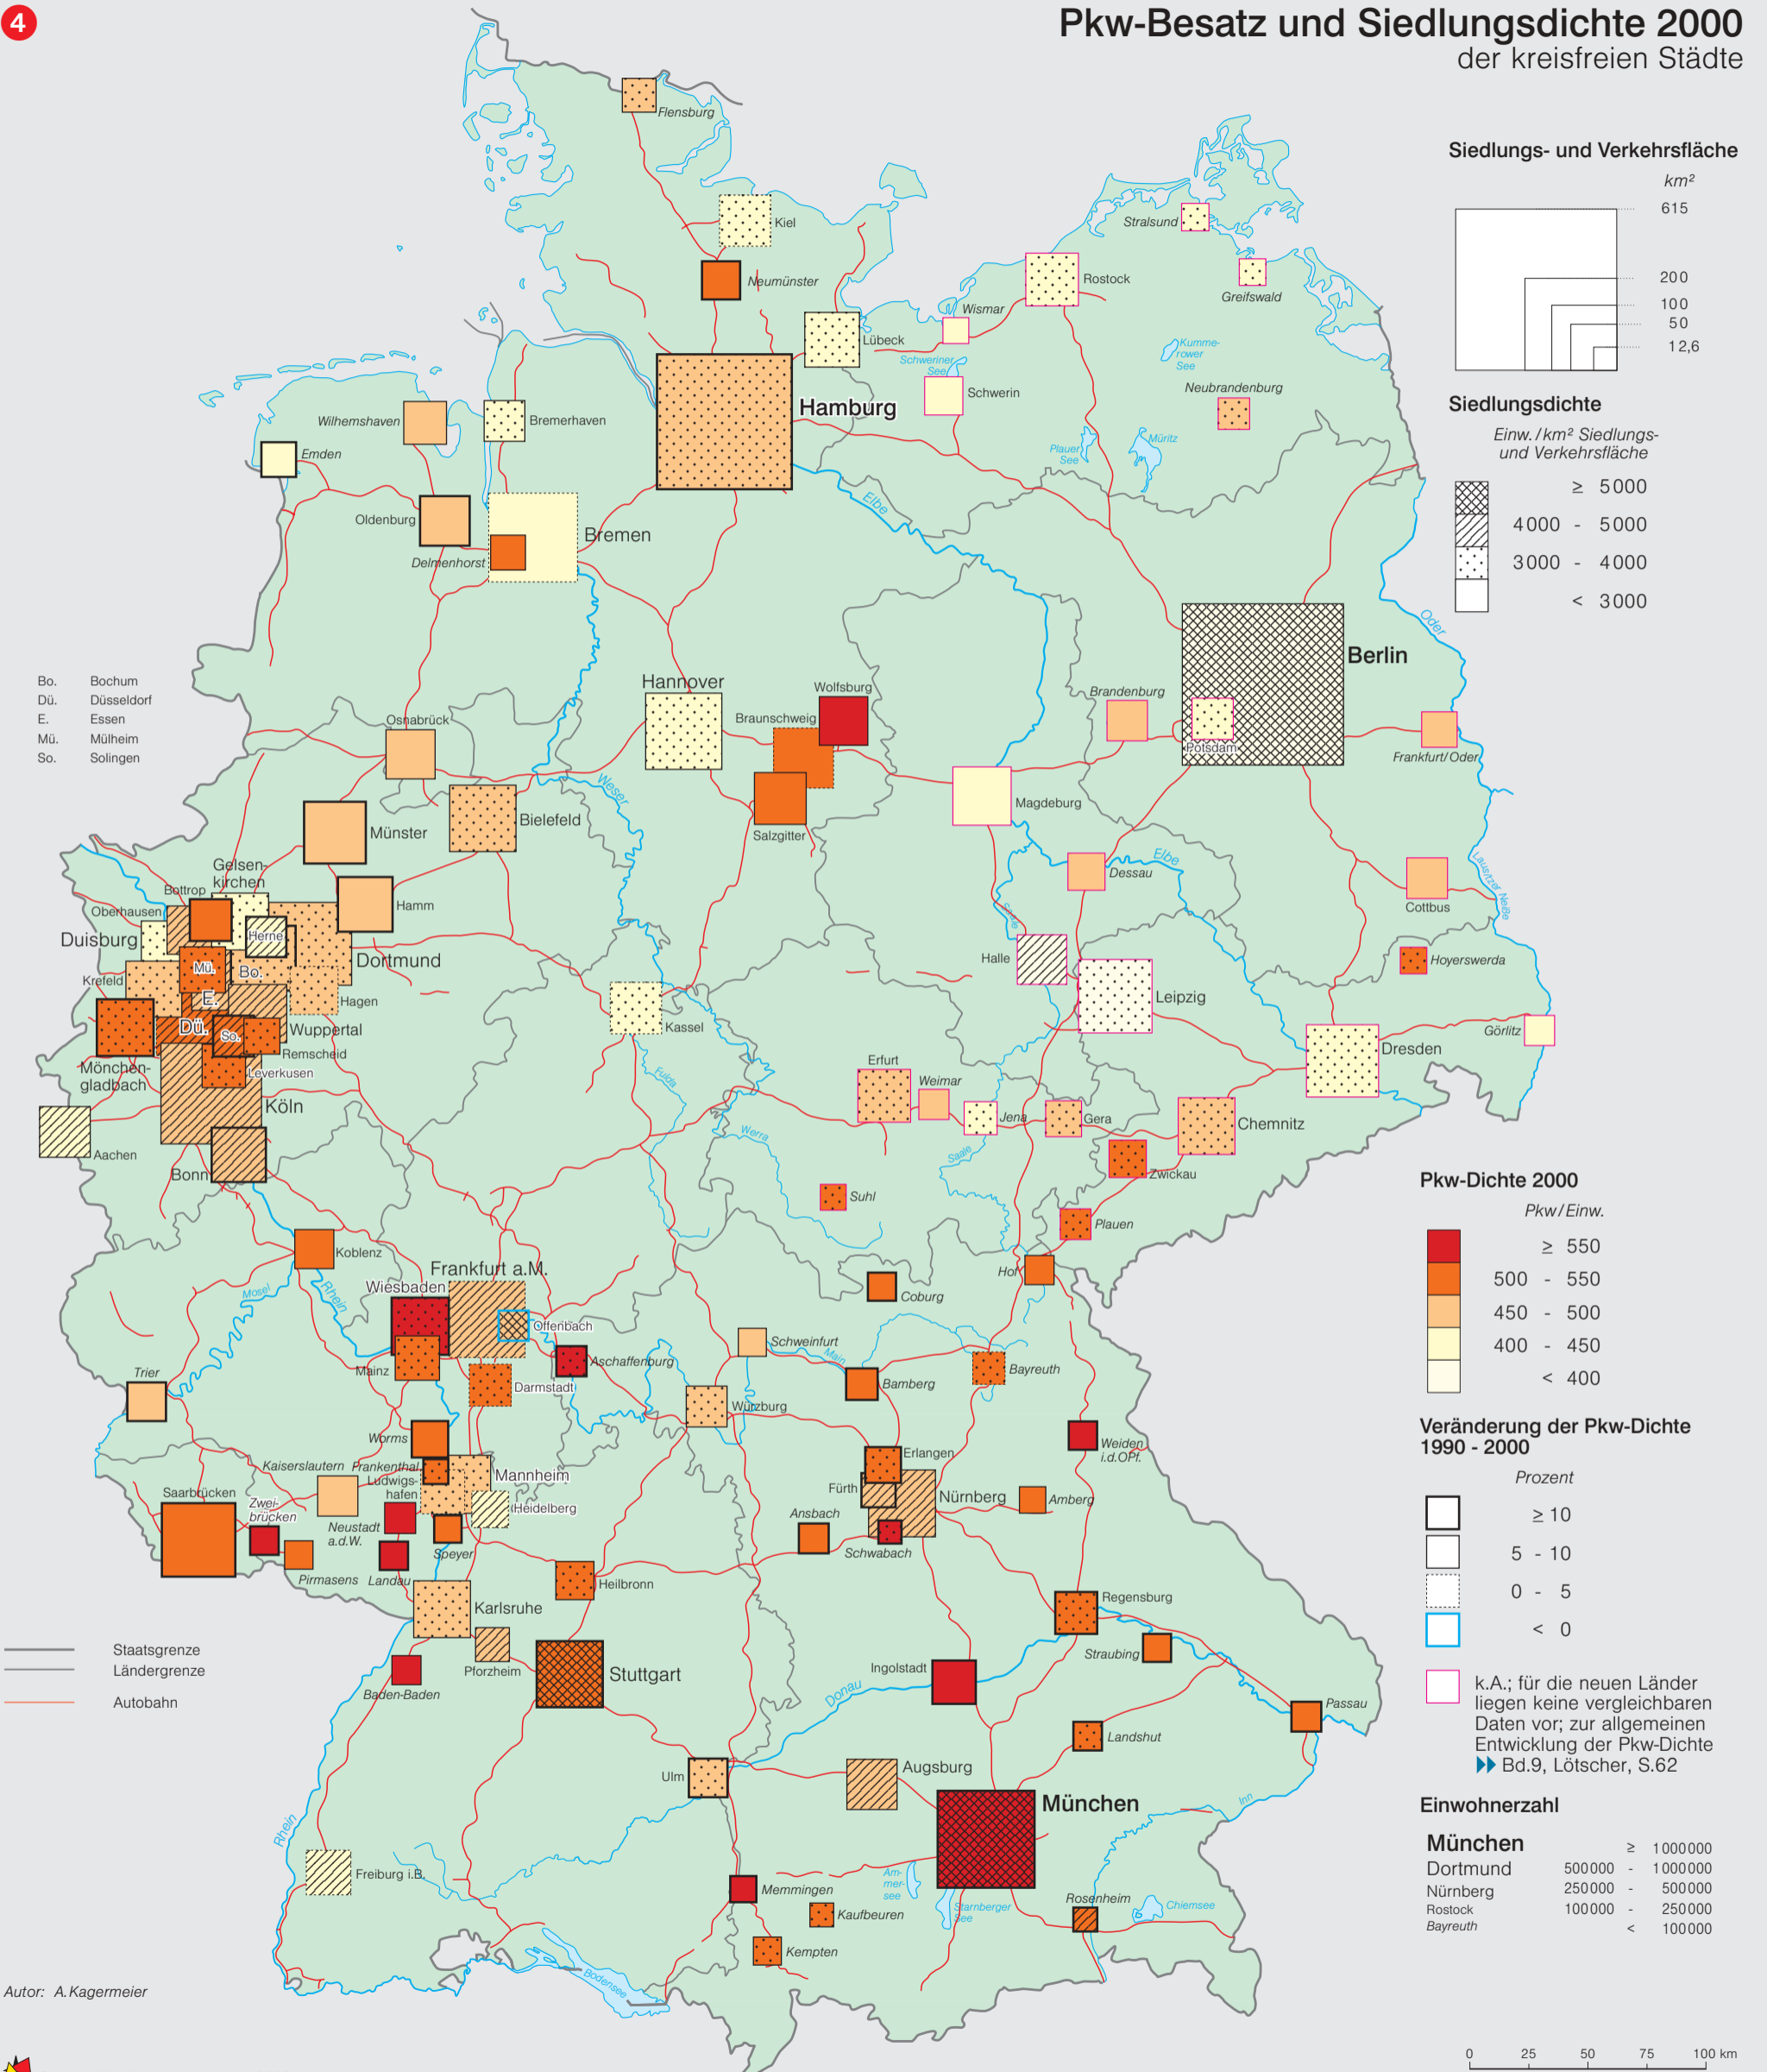 4
Pkw-Besatz und Siedlungsdichte 2000
der kreisfreien Städte
Siedlungs- und Verkehrsfläche
km²
615
200
100
50
12,6
Siedlungsdichte
Einw./km² Siedlungs-
und Verkehrsfläche
≥ 5000
4000 - 5000
3000 - 4000
< 3000
Flensburg
Kiel
Neumünster
Stralsund
Rostock
Greifswald
Wismar
Lübeck
Schweriner
See
Schwerin
Kumme-
rower
See
Neubrandenburg
Hamburg
Plauer
See
Müritz
Wilhemshaven
Bremerhaven
Emden
Oldenburg
Bremen
Delmenhorst
Elbe
Oder
Berlin
Bo. Bochum
Dü. Düsseldorf
E. Essen
Mü. Mülheim
So. Solingen
Hannover
Wolfsburg
Braunschweig
Brandenburg
Potsdam
Frankfurt/Oder
Osnabrück
Weser
Magdeburg
Bielefeld
Salzgitter
Münster
Gelsen-
kirchen
Bottrop
Hamm
Oberhausen
Duisburg
Herne
Dortmund
Mü.
Bo.
Krefeld
E.
Hagen
Dü.
So.
Wuppertal
Remscheid
Mönchen-
gladbach
Leverkusen
Köln
Aachen
Bonn
Elbe
Dessau
Cottbus
Lausitzer Neiße
Saale
Halle
Leipzig
Hoyerswerda
Görlitz
Dresden
Kassel
Fulda
Werra
Erfurt
Weimar
Jena
Gera
Chemnitz
Zwickau
Saale
Suhl
Plauen
Hof
Koblenz
Mosel
Rhein
Frankfurt a.M.
Wiesbaden
Offenbach
Mainz
Aschaffenburg
Darmstadt
Coburg
Schweinfurt
Main
Bamberg
Bayreuth
Trier
Würzburg
Worms
Erlangen
Weiden
i.d.OPf.
Kaiserslautern
Frankenthal
Ludwigs-
hafen
Mannheim
Heidelberg
Saarbrücken
Zwei-
brücken
Neustadt
a.d.W.
Speyer
Pirmasens
Landau
Fürth
Nürnberg
Amberg
Ansbach
Schwabach
Heilbronn
Karlsruhe
Pforzheim
Stuttgart
Baden-Baden
Regensburg
Straubing
Ingolstadt
Donau
Passau
Landshut
Ulm
Augsburg
München
Inn
Rhein
Freiburg i.B.
Memmingen
Kaufbeuren
Kempten
Am-
mer-
see
Starnberger
See
Rosenheim
Chiemsee
Bodensee
Pkw-Dichte 2000
Pkw/Einw.
≥ 550
500 - 550
450 - 500
400 - 450
< 400
Veränderung der Pkw-Dichte
1990 - 2000
Prozent
≥ 10
5 - 10
0 - 5
< 0
k.A.; für die neuen Länder
liegen keine vergleichbaren
Daten vor; zur allgemeinen
Entwicklung der Pkw-Dichte
Bd.9, Lötscher, S.62
Einwohnerzahl
München ≥ 1000000
Dortmund 500000 - 1000000
Nürnberg 250000 - 500000
Rostock 100000 - 250000
Bayreuth < 100000
Staatsgrenze
Ländergrenze
Autobahn
Autor: A.Kagermeier
0 25 50 75 100 km